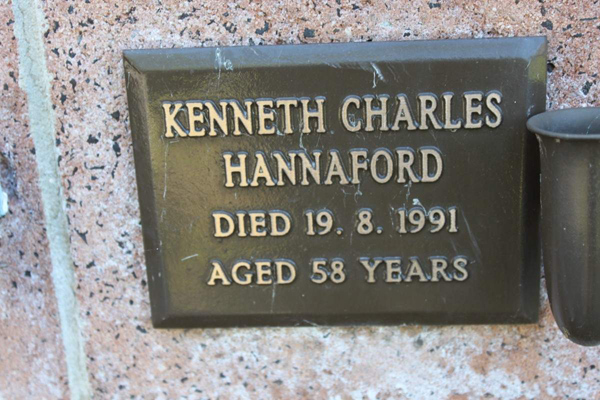 KENNETH CHARLES
HANNAFORD
DIED 19. 8. 1991
AGED 58 YEARS